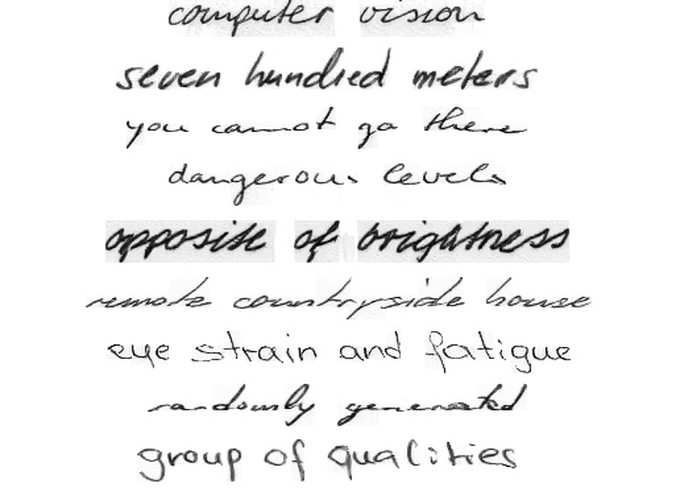 computer vision
seven hundred meters
you cannot go there
dangerous levels
opposite of brightness
remote countryside house
eye strain and fatigue
randomly generated
group of qualities